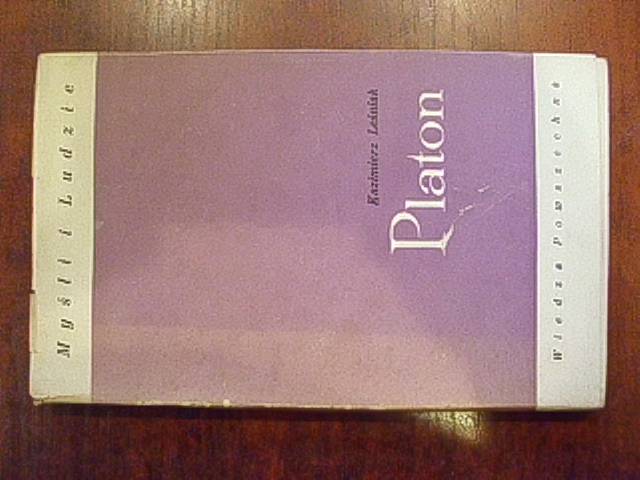 Myśli i Ludzie
Kazimierz Leśniak
Platon
Wiedza Powszechna